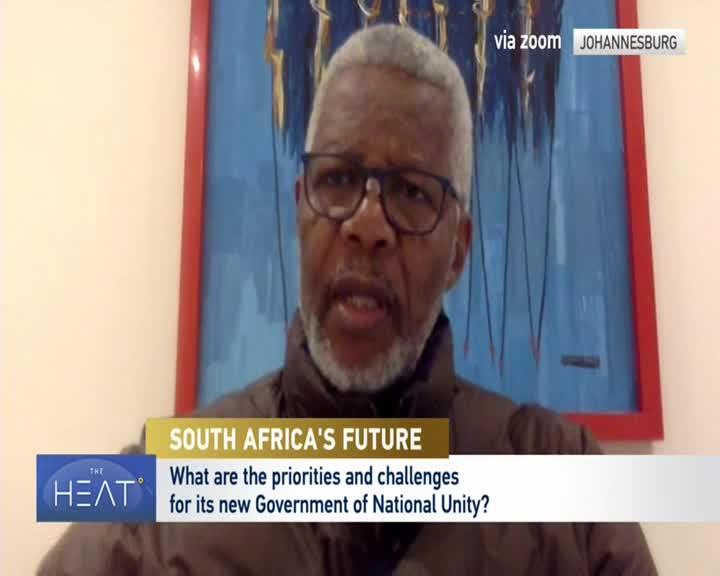 via zoom
JOHANNESBURG
SOUTH AFRICA'S FUTURE
THE
HEAT
What are the priorities and challenges
for its new Government of National Unity?